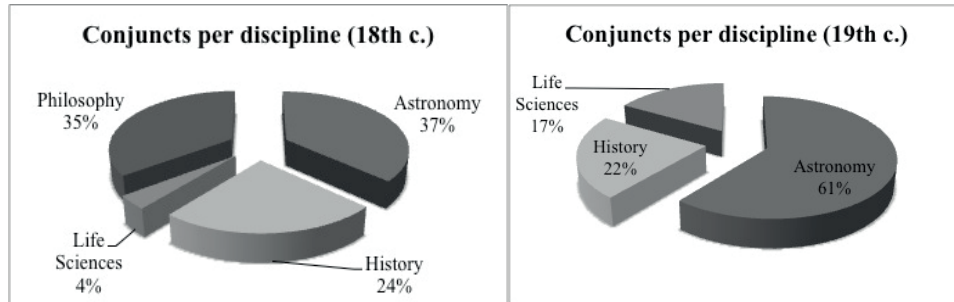 Conjuncts per discipline (18th c.)
Philosophy
35%
Astronomy
37%
Life
Sciences
4%
History
24%
Conjuncts per discipline (19th c.)
Life
Sciences
17%
History
22%
Astronomy
61%